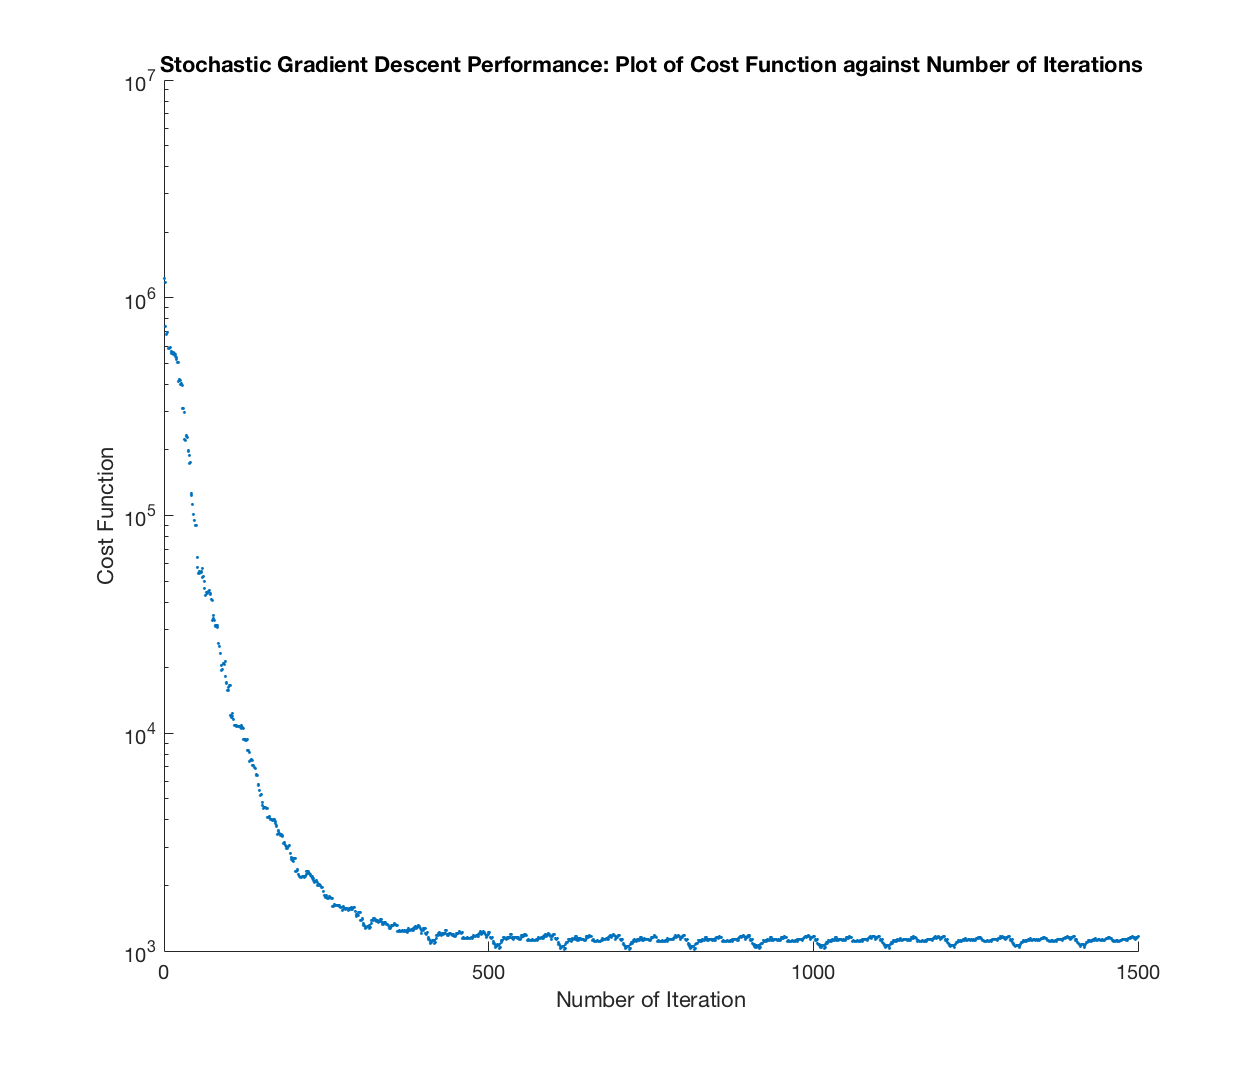 Stochastic Gradient Descent Performance: Plot of Cost Function against Number of Iterations
10^7
10^6
10^5
10^4
10^3
Cost Function
0 500 1000 1500
Number of Iteration